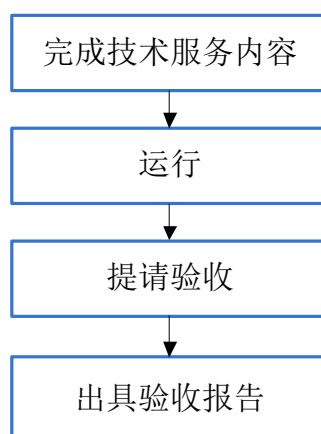 完成技术服务内容
运行
提请验收
出具验收报告